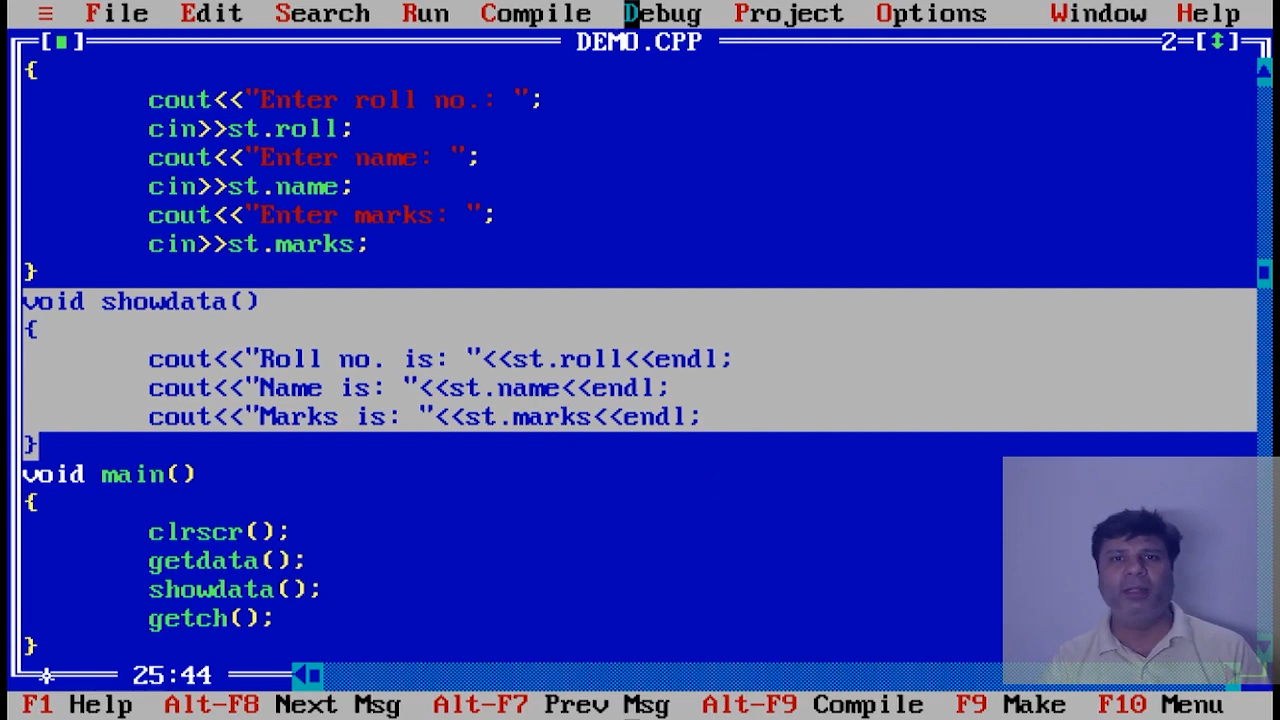 ≡ File Edit Search Run Compile Debug Project Options Window Help
[■] DEMO.CPP 2=[↕]
{
cout<<"Enter roll no.: ";
cin>>st.roll;
cout<<"Enter name: ";
cin>>st.name;
cout<<"Enter marks: ";
cin>>st.marks;
}
void showdata()
{
cout<<"Roll no. is: "<<st.roll<<endl;
cout<<"Name is: "<<st.name<<endl;
cout<<"Marks is: "<<st.marks<<endl;
}
void main()
{
clrscr();
getdata();
showdata();
getch();
}
25:44
F1 Help Alt-F8 Next Msg Alt-F7 Prev Msg Alt-F9 Compile F9 Make F10 Menu